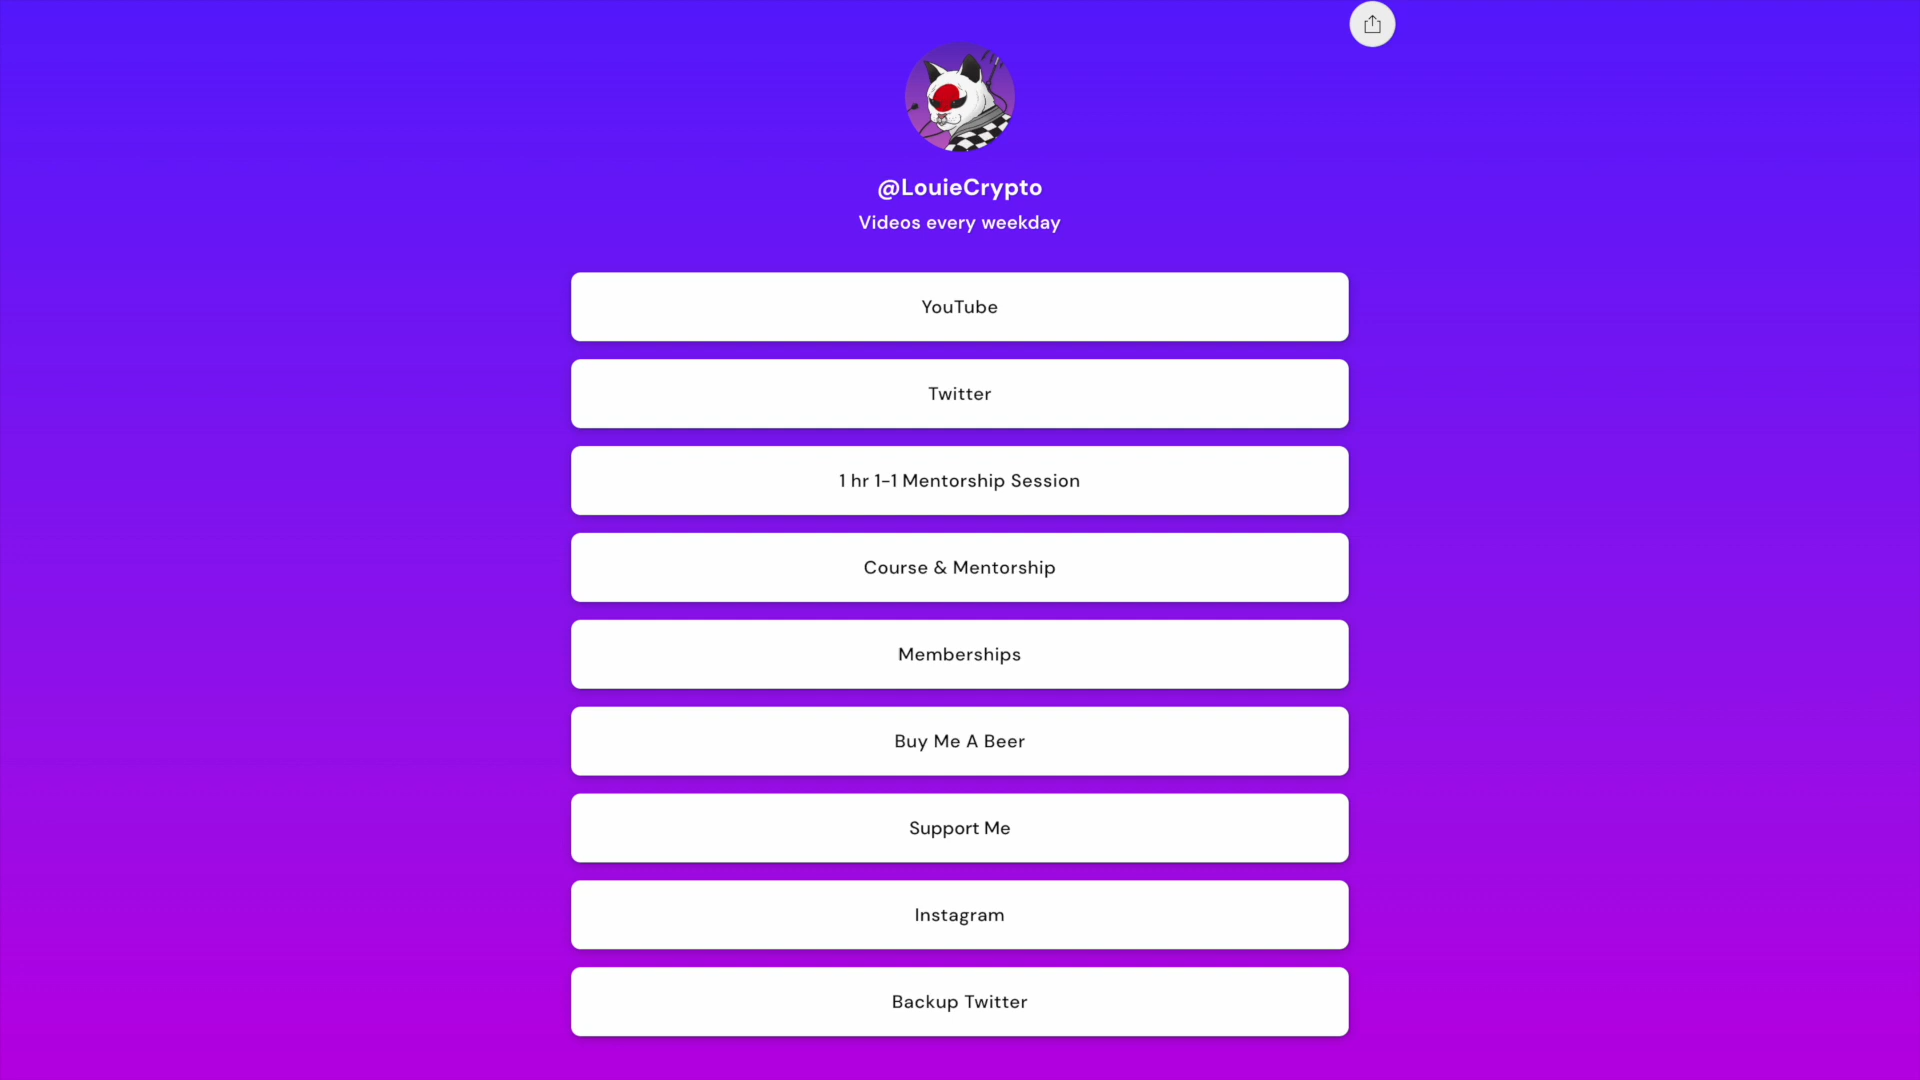 @LouieCrypto
Videos every weekday
YouTube
Twitter
1 hr 1-1 Mentorship Session
Course & Mentorship
Memberships
Buy Me A Beer
Support Me
Instagram
Backup Twitter